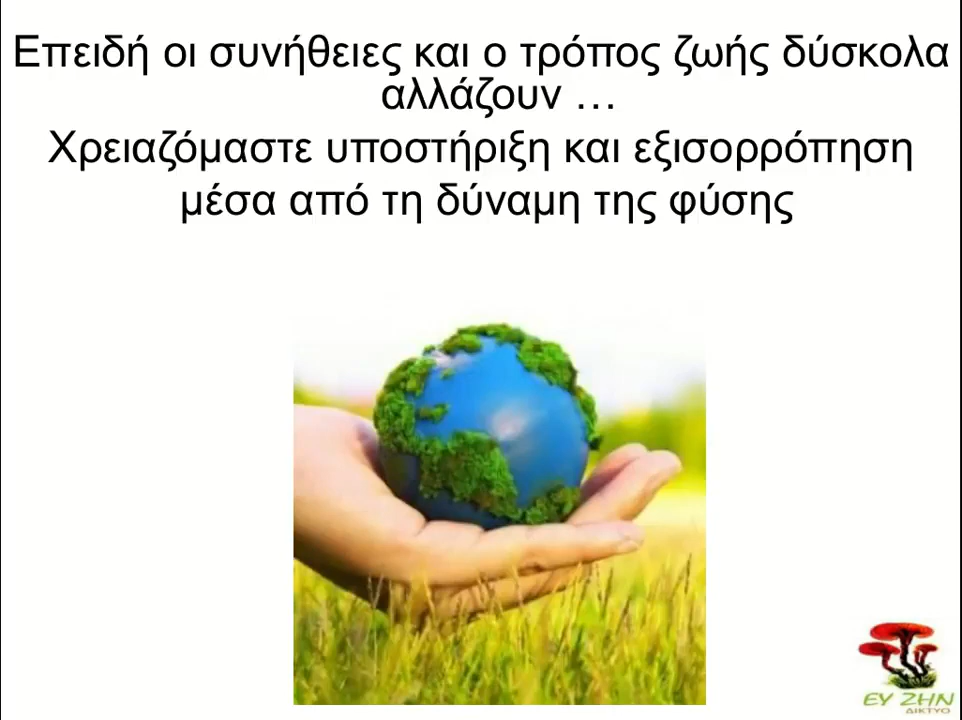 Επειδή οι συνήθειες και ο τρόπος ζωής δύσκολα
αλλάζουν …
Χρειαζόμαστε υποστήριξη και εξισορρόπηση
μέσα από τη δύναμη της φύσης
ΕΥ ΖΗΝ
ΔΙΚΤΥΟ